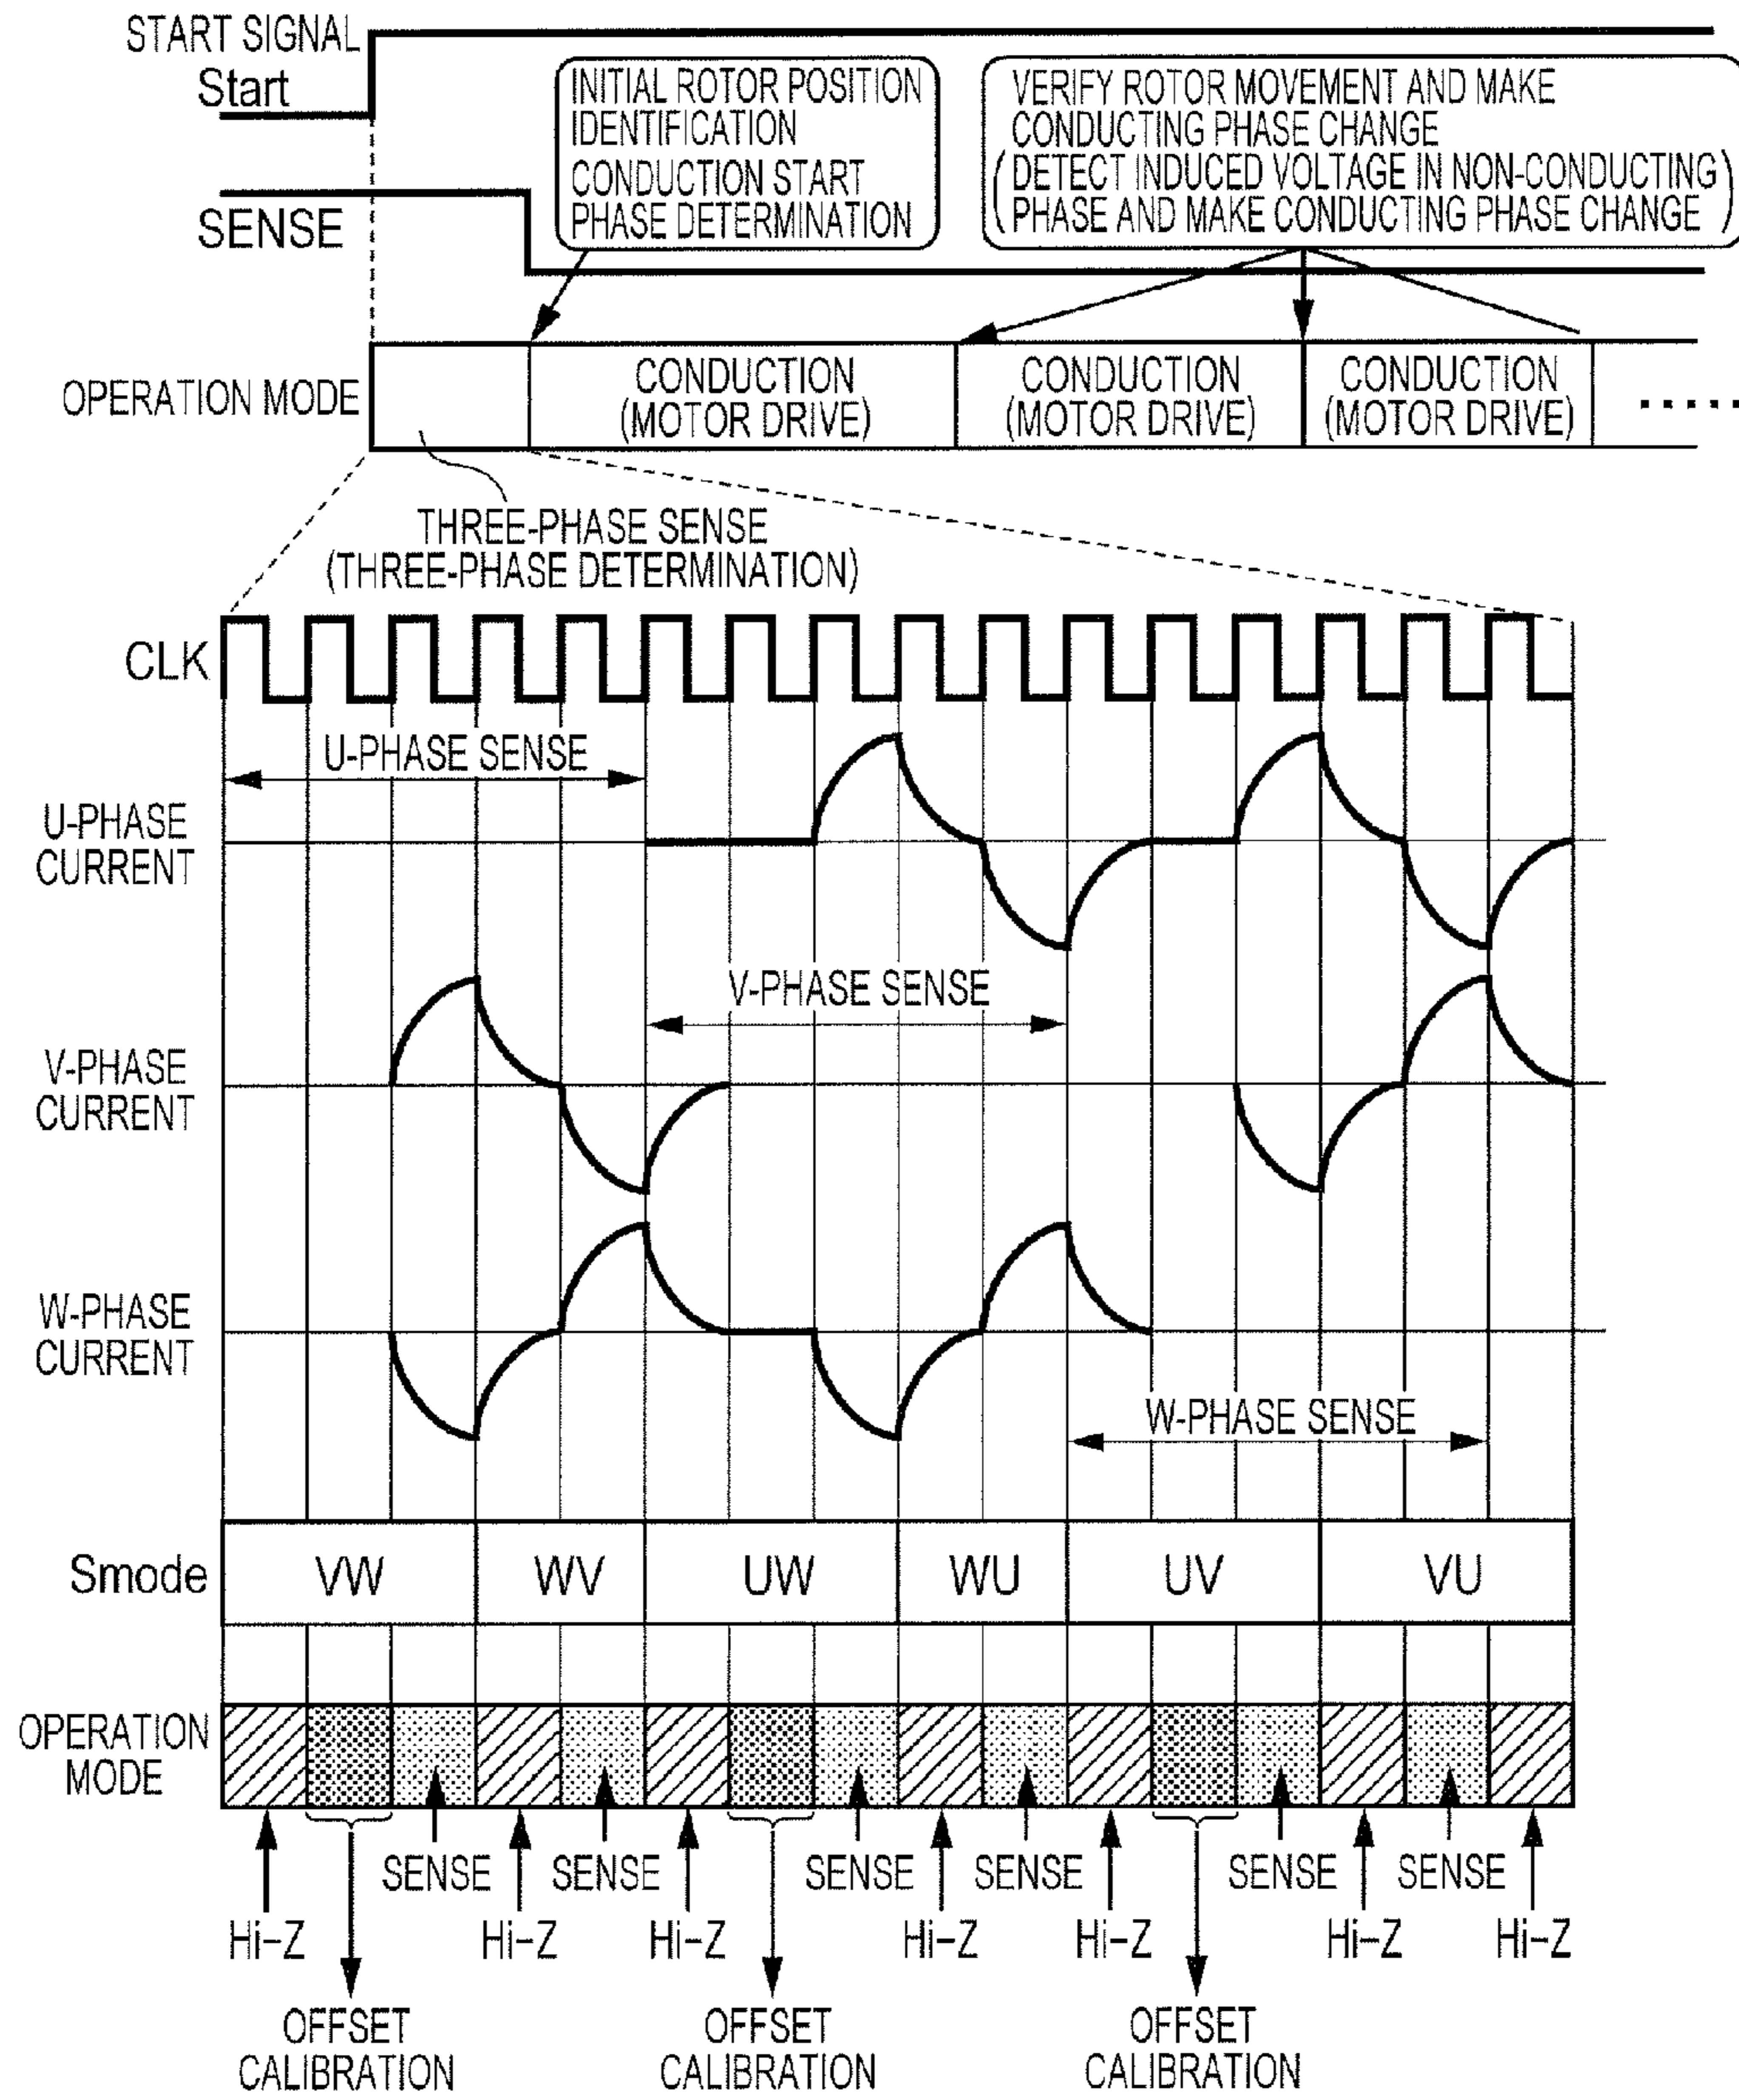 START SIGNAL
Start
INITIAL ROTOR POSITION
IDENTIFICATION
CONDUCTION START
PHASE DETERMINATION
VERIFY ROTOR MOVEMENT AND MAKE
CONDUCTING PHASE CHANGE
(DETECT INDUCED VOLTAGE IN NON-CONDUCTING
PHASE AND MAKE CONDUCTING PHASE CHANGE)
SENSE
OPERATION MODE
CONDUCTION
(MOTOR DRIVE)
CONDUCTION
(MOTOR DRIVE)
CONDUCTION
(MOTOR DRIVE)
.....
THREE-PHASE SENSE
(THREE-PHASE DETERMINATION)
CLK
U-PHASE SENSE
U-PHASE
CURRENT
V-PHASE SENSE
V-PHASE
CURRENT
W-PHASE
CURRENT
W-PHASE SENSE
Smode VW WV UW WU UV VU
OPERATION
MODE
SENSE SENSE SENSE SENSE SENSE SENSE
Hi-Z Hi-Z Hi-Z Hi-Z Hi-Z Hi-Z Hi-Z
OFFSET
CALIBRATION
OFFSET
CALIBRATION
OFFSET
CALIBRATION